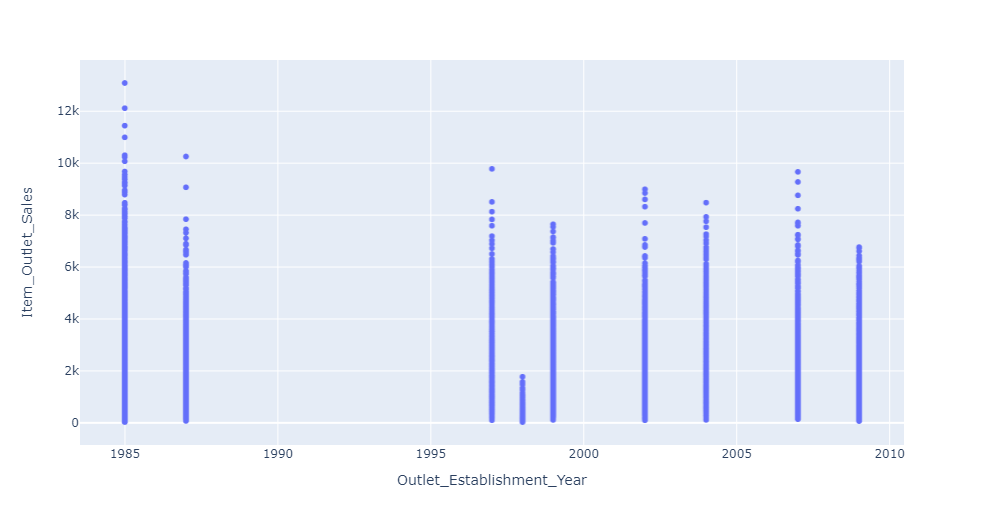 12k
10k
8k
6k
4k
2k
0
Item_Outlet_Sales
1985 1990 1995 2000 2005 2010
Outlet_Establishment_Year